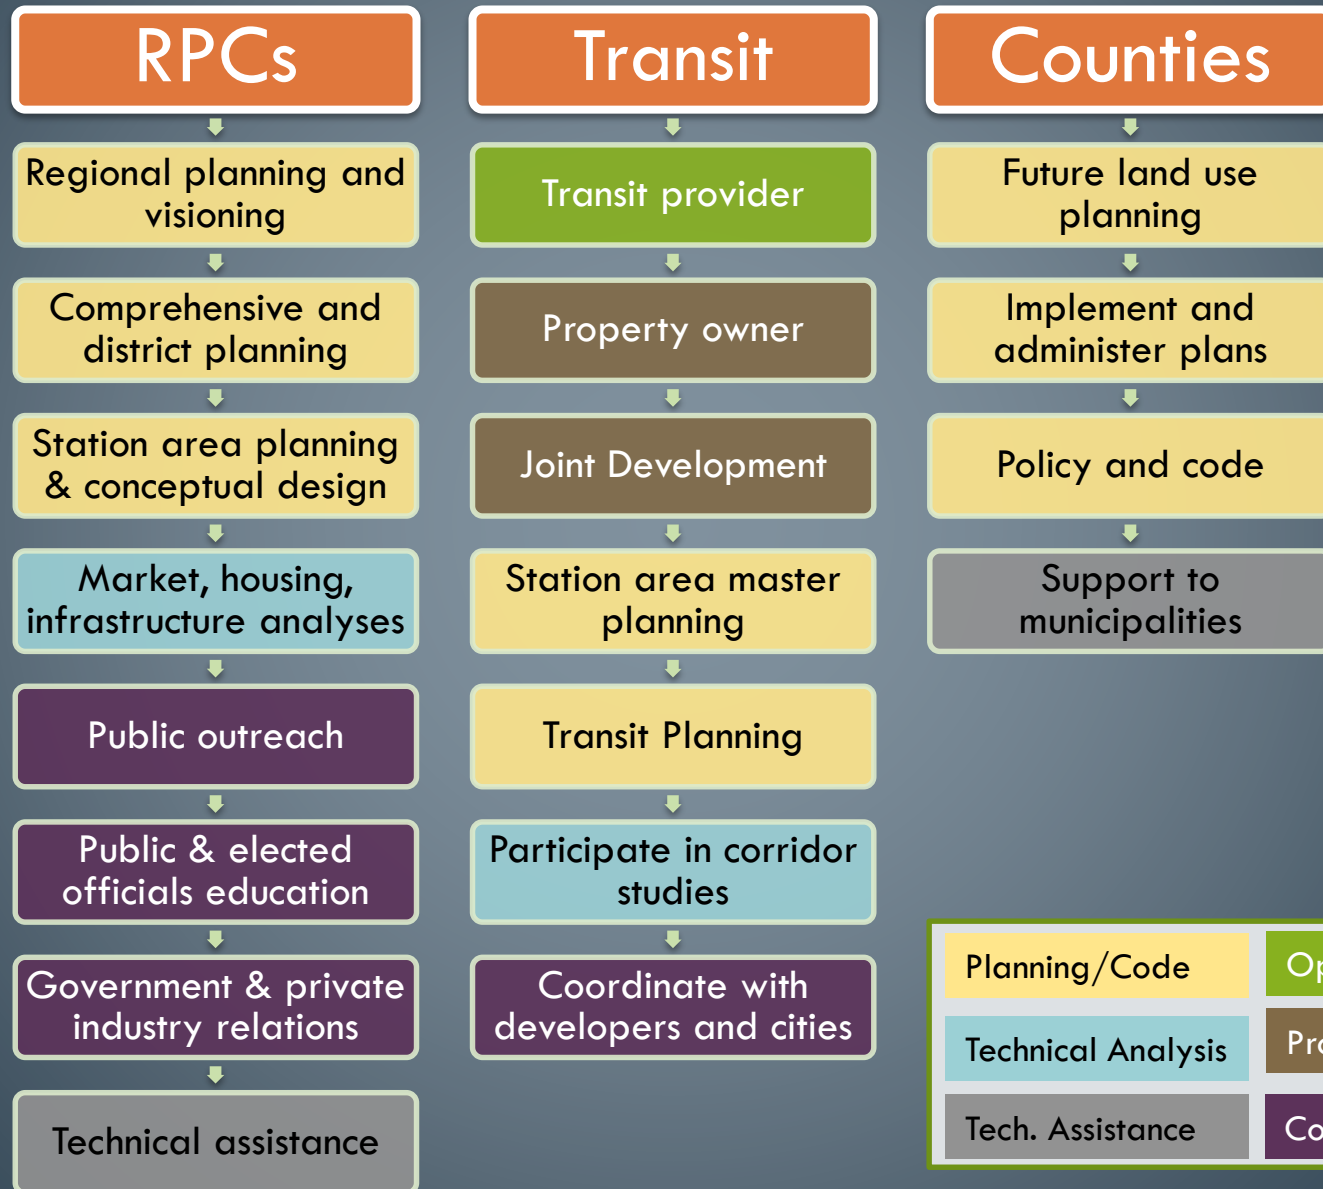 RPCs
Regional planning and
visioning
Comprehensive and
district planning
Station area planning
& conceptual design
Market, housing,
infrastructure analyses
Public outreach
Public & elected
officials education
Government & private
industry relations
Technical assistance
Transit
Transit provider
Property owner
Joint Development
Station area master
planning
Transit Planning
Participate in corridor
studies
Coordinate with
developers and cities
Counties
Future land use
planning
Implement and
administer plans
Policy and code
Support to
municipalities
Planning/Code
Technical Analysis
Tech. Assistance